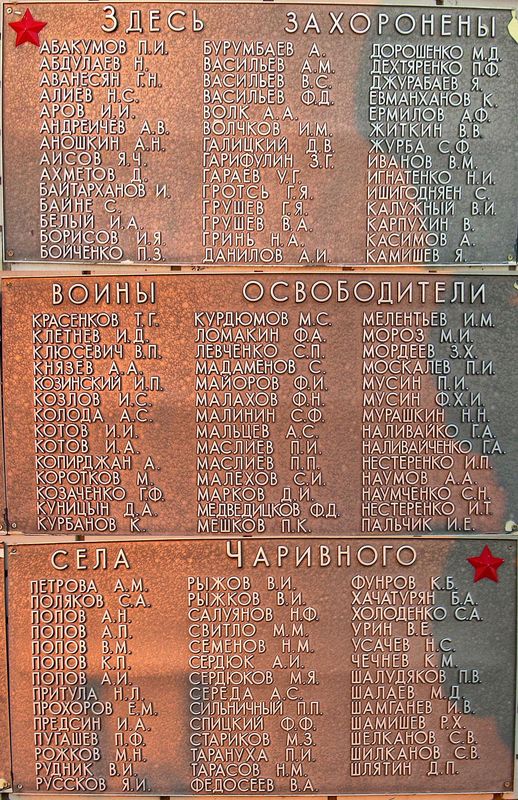 Здесь захоронены
Абакумов П.И.
Абдулаев Н.
Аванесян Г.Н.
Алиев Н.С.
Аров И.И.
Андреичев А.В.
Аношкин А.Н.
Аисов Я.Ч.
Ахметов Д.
Байтарханов И.
Байне С.
Белый И.А.
Борисов И.Я.
Бойченко П.З.
Бурумбаев А.
Васильев А.М.
Васильев В.С.
Васильев Ф.Д.
Волк А.А.
Волчков И.М.
Галицкий Д.В.
Гарифулин З.Г.
Гараев У.Г.
Гротсь Г.Я.
Грушев Г.Я.
Грушев В.А.
Гринь Н.А.
Данилов А.И.
Дорошенко М.Д.
Дехтяренко П.Ф.
Джурабаев Я.
Евманханов К.
Ермилов А.Ф.
Житкин В.В.
Журба С.Ф.
Иванов В.М.
Игнатенко Н.И.
Ишигодняен С.
Калужный В.И.
Карпухин В.
Касимов А.
Камишев Я.
воины освободители
Красенков Т.Г.
Клетнев И.Д.
Клюсевич В.П.
Князев А.А.
Козинский И.П.
Козлов И.С.
Колода А.С.
Котов И.И.
Котов И.А.
Копирджан А.
Коротков М.
Козаченко Г.Ф.
Куницын Д.А.
Курбанов К.
Курдюмов М.С.
Ломакин Ф.А.
Левченко С.П.
Мадаменов С.
Майоров Ф.И.
Малахов Ф.Н.
Малинин С.Ф.
Мальцев А.С.
Маслиев П.И.
Маслиев П.П.
Малехов С.И.
Марков Д.И.
Медведицков Ф.Д.
Мешков П.К.
Мелентьев И.М.
Мороз М.И.
Мордеев З.Х.
Москалев П.И.
Мусин П.И.
Мусин Ф.Х.И.
Мурашкин Н.Н.
Наливайко Г.А.
Наливайченко Г.А.
Нестеренко И.П.
Наумов А.А.
Наумченко С.Н.
Нестеренко И.Т.
Пальчик И.Е.
села Чаривного
Петрова А.М.
Поляков С.А.
Попов А.Н.
Попов А.П.
Попов В.М.
Попов К.П.
Попов А.И.
Притула Н.Л.
Прохоров Е.М.
Предсин И.А.
Пугашев П.Ф.
Рожков М.Н.
Рудник В.И.
Руссков Я.И.
Рыжов В.И.
Рыжков В.И.
Салуянов Н.Ф.
Свитло М.М.
Семенов Н.М.
Сердюк А.И.
Сердюков М.Я.
Середа А.С.
Сильничный П.П.
Спицкий Ф.Ф.
Стариков М.З.
Тарануха П.И.
Тарасов Н.М.
Федосеев В.А.
Фунров К.Б.
Хачатурян Б.А.
Холоденко С.А.
Урин В.Е.
Усачев Н.С.
Чечнев К.М.
Шалудяков П.В.
Шалаев М.Д.
Шамганев И.В.
Шамишев Р.Х.
Шелканов С.В.
Шилканов С.В.
Шлятин Д.П.